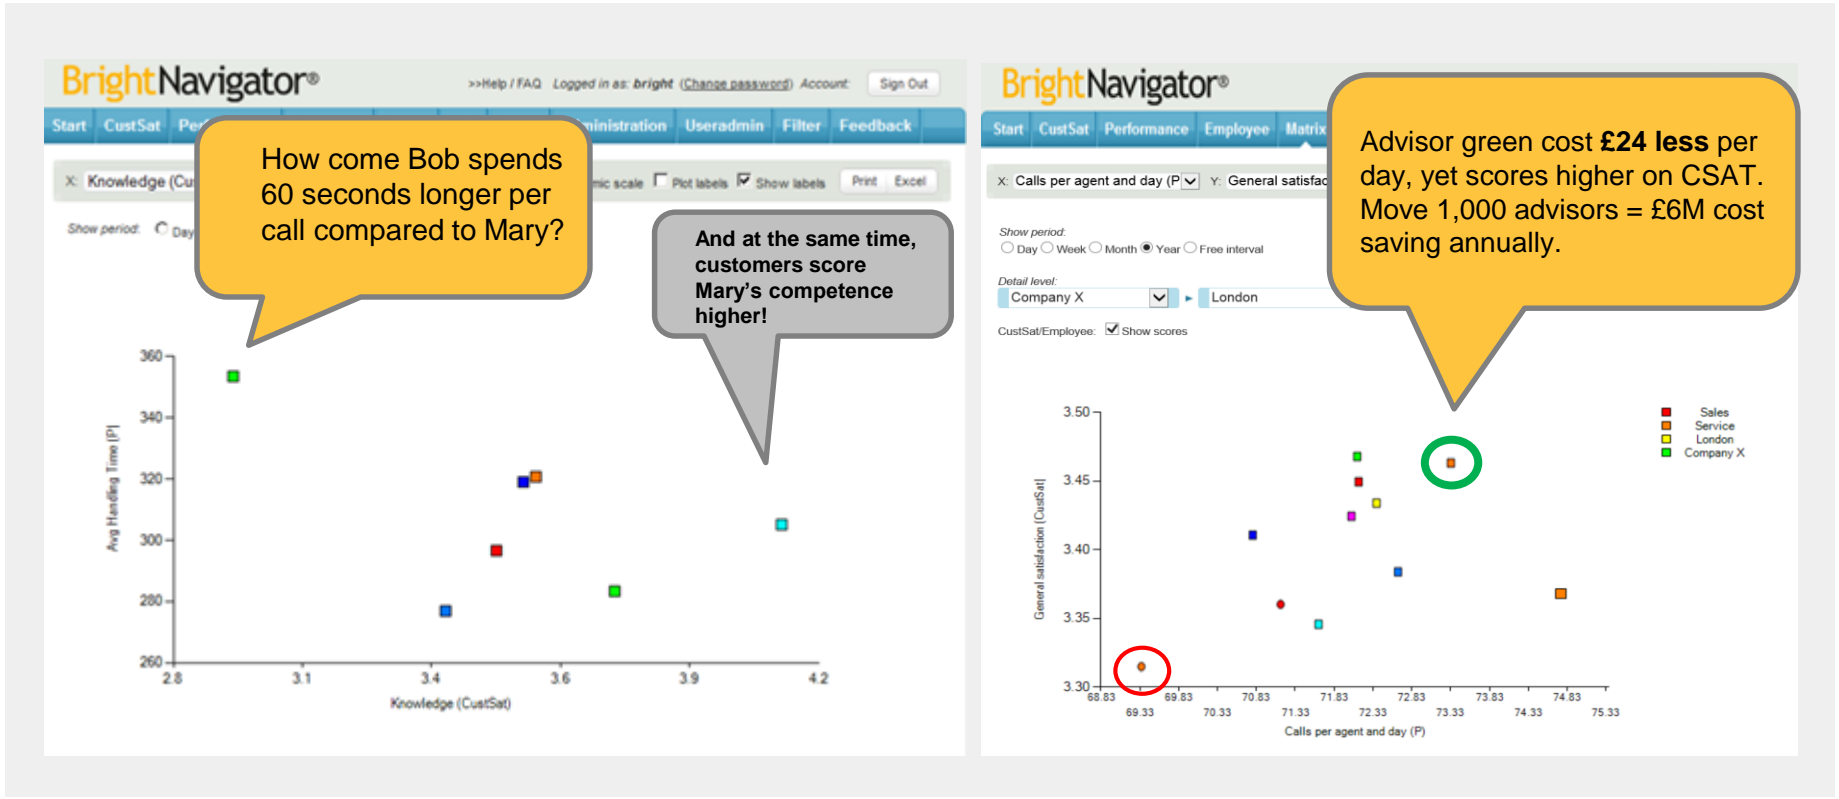 BrightNavigator®
>>Help / FAQ Logged in as: bright (Change password) Account: Sign Out
Start CustSat
ministration Useradmin Filter Feedback
How come Bob spends
60 seconds longer per
call compared to Mary?
X: Knowledge (Cu
mic scale Plot labels Show labels Print Excel
Show period: Day
And at the same time,
customers score
Mary's competence
higher!
360
340
320
300
280
260
Avg Handling Time [P]
2.8 3.1 3.4 3.6 3.9 4.2
Knowledge (CustSat)
BrightNavigator®
Start CustSat Performance Employee Matrix
Advisor green cost £24 less per
day, yet scores higher on CSAT.
Move 1,000 advisors = £6M cost
saving annually.
X: Calls per agent and day (P Y: General satisfac
Show period:
Day Week Month Year Free interval
Detail level:
Company X London
CustSat/Employee: Show scores
3.50
3.45
3.40
3.35
3.30
General satisfaction [CustSat]
Sales
Service
London
Company X
68.83 69.83 70.83 71.83 72.83 73.83 74.83
69.33 70.33 71.33 72.33 73.33 74.33 75.33
Calls per agent and day (P)